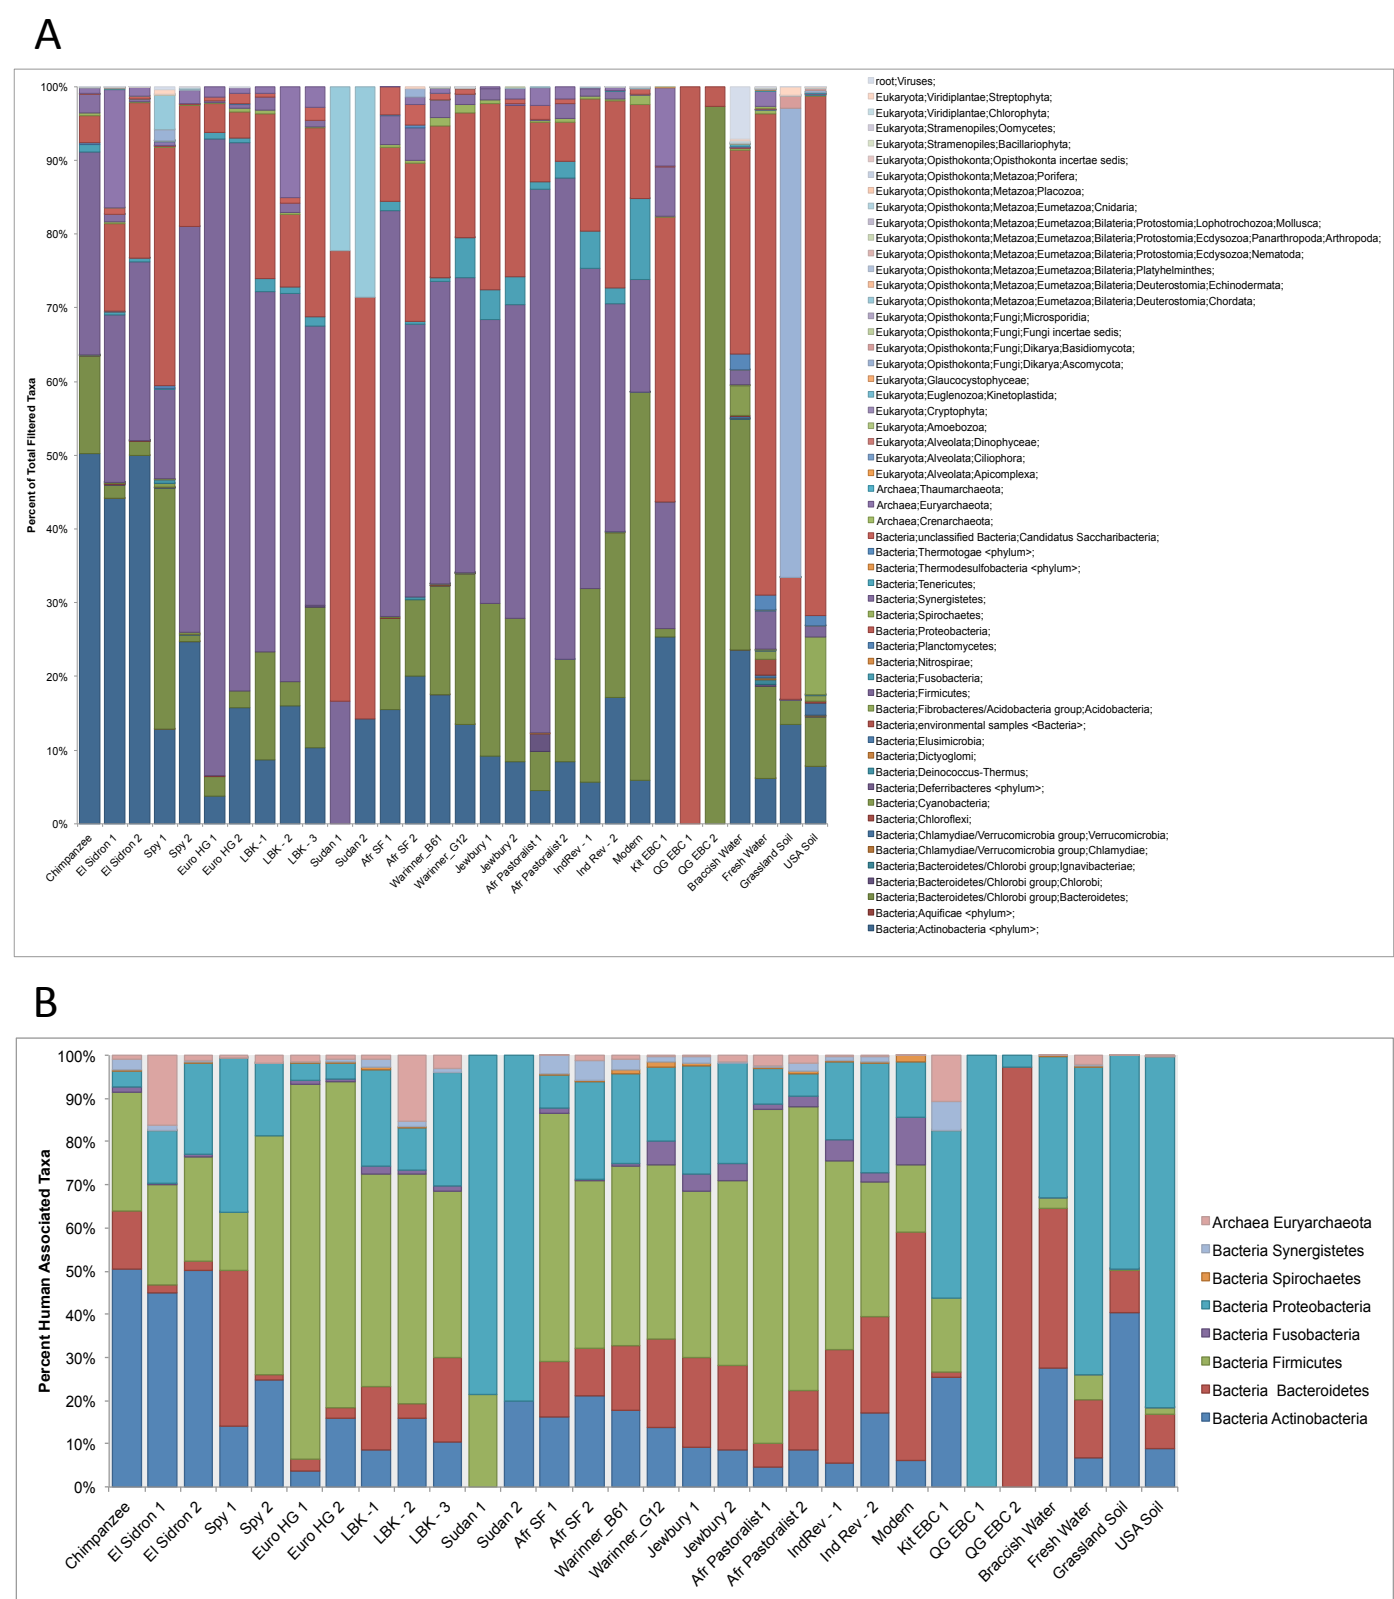 A
Percent of Total Filtered Taxa
100%
90%
80%
70%
60%
50%
40%
30%
20%
10%
0%
Chimpanzee
El Sidron 1
El Sidron 2
Spy 1
Spy 2
Euro HG 1
Euro HG 2
LBK -1
LBK - 2
LBK - 3
Sudan 1
Sudan 2
Afr SF 1
Afr SF 2
Warinner_B61
Warinner_G12
Jewbury 1
Jewbury 2
Afr Pastoralist 1
Afr Pastoralist 2
IndRev - 1
Ind Rev - 2
Modern
Kit EBC 1
QG EBC 1
QG EBC 2
Braccish Water
Fresh Water
Grassland Soil
USA Soil
root;Viruses;
Eukaryota;Viridiplantae;Streptophyta;
Eukaryota;Viridiplantae;Chlorophyta;
Eukaryota;Stramenopiles;Oomycetes;
Eukaryota;Stramenopiles;Bacillariophyta;
Eukaryota;Opisthokonta;Opisthokonta incertae sedis;
Eukaryota;Opisthokonta;Metazoa;Porifera;
Eukaryota;Opisthokonta;Metazoa;Placozoa;
Eukaryota;Opisthokonta;Metazoa;Eumetazoa;Cnidaria;
Eukaryota;Opisthokonta;Metazoa;Eumetazoa;Bilateria;Protostomia;Lophotrochozoa;Mollusca;
Eukaryota;Opisthokonta;Metazoa;Eumetazoa;Bilateria;Protostomia;Ecdysozoa;Panarthropoda;Arthropoda;
Eukaryota;Opisthokonta;Metazoa;Eumetazoa;Bilateria;Protostomia;Ecdysozoa;Nematoda;
Eukaryota;Opisthokonta;Metazoa;Eumetazoa;Bilateria;Platyhelminthes;
Eukaryota;Opisthokonta;Metazoa;Eumetazoa;Bilateria;Deuterostomia;Echinodermata;
Eukaryota;Opisthokonta;Metazoa;Eumetazoa;Bilateria;Deuterostomia;Chordata;
Eukaryota;Opisthokonta;Fungi;Microsporidia;
Eukaryota;Opisthokonta;Fungi;Fungi incertae sedis;
Eukaryota;Opisthokonta;Fungi;Dikarya;Basidiomycota;
Eukaryota;Opisthokonta;Fungi;Dikarya;Ascomycota;
Eukaryota;Glaucocystophyceae;
Eukaryota;Euglenozoa;Kinetoplastida;
Eukaryota;Cryptophyta;
Eukaryota;Amoebozoa;
Eukaryota;Alveolata;Dinophyceae;
Eukaryota;Alveolata;Ciliophora;
Eukaryota;Alveolata;Apicomplexa;
Archaea;Thaumarchaeota;
Archaea;Euryarchaeota;
Archaea;Crenarchaeota;
Bacteria;unclassified Bacteria;Candidatus Saccharibacteria;
Bacteria;Thermotogae <phylum>;
Bacteria;Thermodesulfobacteria <phylum>;
Bacteria;Tenericutes;
Bacteria;Synergistetes;
Bacteria;Spirochaetes;
Bacteria;Proteobacteria;
Bacteria;Planctomycetes;
Bacteria;Nitrospirae;
Bacteria;Fusobacteria;
Bacteria;Firmicutes;
Bacteria;Fibrobacteres/Acidobacteria group;Acidobacteria;
Bacteria;environmental samples <Bacteria>;
Bacteria;Elusimicrobia;
Bacteria;Dictyoglomi;
Bacteria;Deinococcus-Thermus;
Bacteria;Deferribacteres <phylum>;
Bacteria;Cyanobacteria;
Bacteria;Chloroflexi;
Bacteria;Chlamydiae/Verrucomicrobia group;Verrucomicrobia;
Bacteria;Chlamydiae/Verrucomicrobia group;Chlamydiae;
Bacteria;Bacteroidetes/Chlorobi group;Ignavibacteriae;
Bacteria;Bacteroidetes/Chlorobi group;Chlorobi;
Bacteria;Bacteroidetes/Chlorobi group;Bacteroidetes;
Bacteria;Aquificae <phylum>;
Bacteria;Actinobacteria <phylum>;
B
Percent Human Associated Taxa
100%
90%
80%
70%
60%
50%
40%
30%
20%
10%
0%
Chimpanzee
El Sidron 1
El Sidron 2
Spy 1
Spy 2
Euro HG 1
Euro HG 2
LBK -1
LBK - 2
LBK - 3
Sudan 1
Sudan 2
Afr SF 1
Afr SF 2
Warinner_B61
Warinner_G12
Jewbury 1
Jewbury 2
Afr Pastoralist 1
Afr Pastoralist 2
IndRev - 1
Ind Rev - 2
Modern
Kit EBC 1
QG EBC 1
QG EBC 2
Braccish Water
Fresh Water
Grassland Soil
USA Soil
Archaea Euryarchaeota
Bacteria Synergistetes
Bacteria Spirochaetes
Bacteria Proteobacteria
Bacteria Fusobacteria
Bacteria Firmicutes
Bacteria  Bacteroidetes
Bacteria Actinobacteria